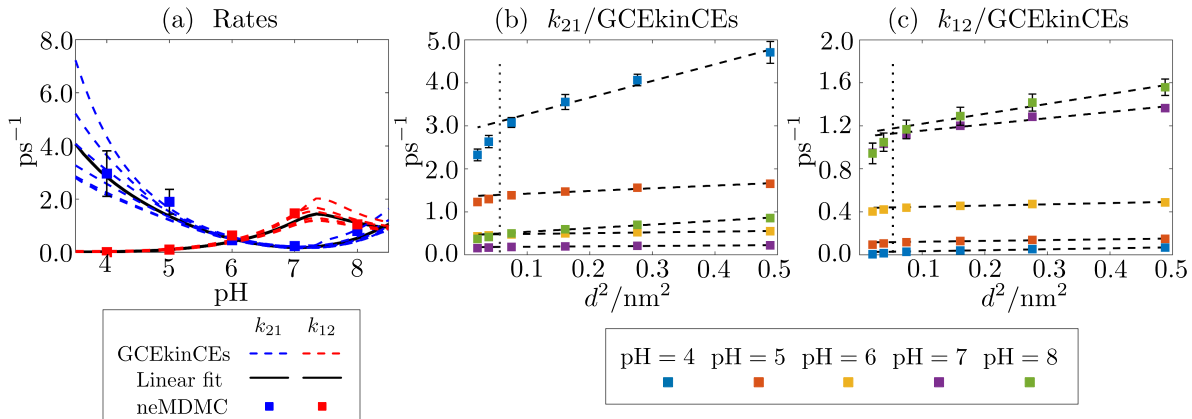 (a) Rates
ps⁻¹
8.0
6.0
4.0
2.0
0.0
4 5 6 7 8
pH
k₂₁ k₁₂
GCEkinCEs
Linear fit
neMDMC
(b) k₂₁/GCEkinCEs
ps⁻¹
5.0
4.0
3.0
2.0
1.0
0.0
0.1 0.2 0.3 0.4 0.5
d²/nm²
(c) k₁₂/GCEkinCEs
ps⁻¹
2.0
1.6
1.2
0.8
0.4
0.0
0.1 0.2 0.3 0.4 0.5
d²/nm²
pH = 4 pH = 5 pH = 6 pH = 7 pH = 8